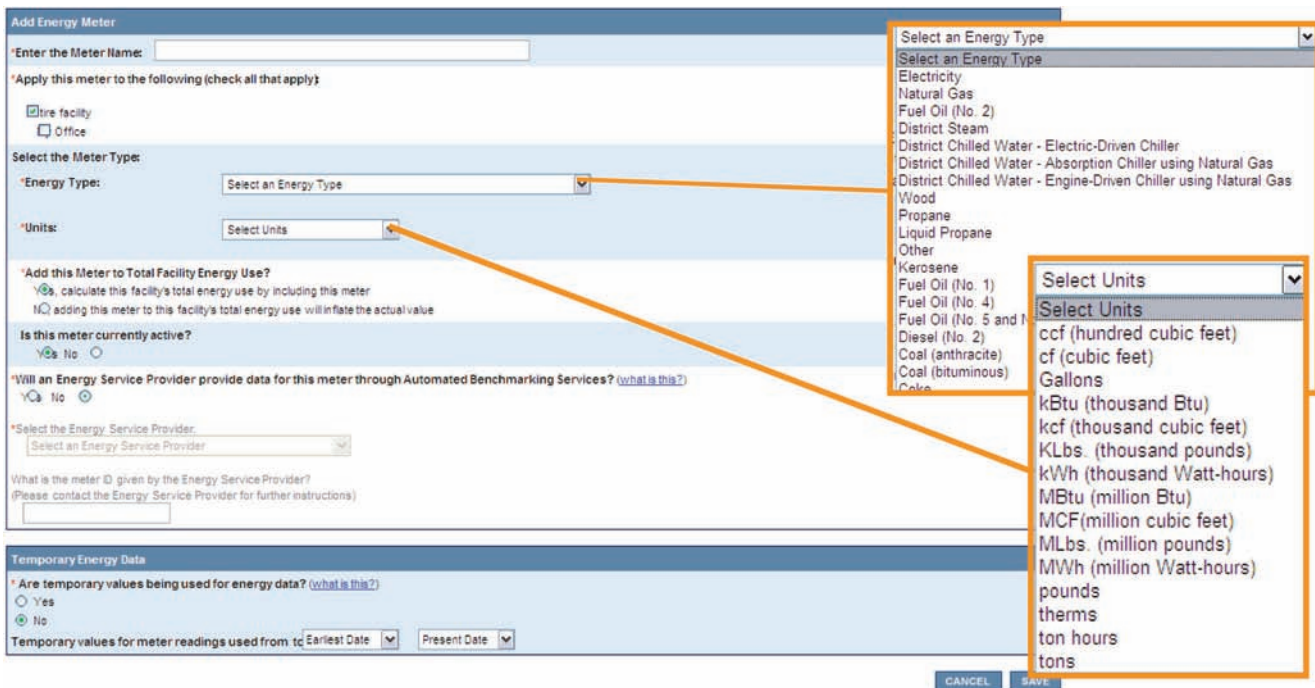 Add Energy Meter
*Enter the Meter Name:
*Apply this meter to the following (check all that apply):
tire facility
Office
Select the Meter Type:
*Energy Type: Select an Energy Type
*Units: Select Units
*Add this Meter to Total Facility Energy Use?
Yes, calculate this facility's total energy use by including this meter
No, adding this meter to this facility's total energy use will inflate the actual value
Is this meter currently active?
Yes No
*Will an Energy Service Provider provide data for this meter through Automated Benchmarking Services? (what is this?)
Yes No
*Select the Energy Service Provider.
Select an Energy Service Provider
What is the meter ID given by the Energy Service Provider?
(Please contact the Energy Service Provider for further instructions)
Temporary Energy Data
* Are temporary values being used for energy data? (what is this?)
Yes
No
Temporary values for meter readings used from to Earliest Date Present Date
CANCEL SAVE
Select an Energy Type
Select an Energy Type
Electricity
Natural Gas
Fuel Oil (No. 2)
District Steam
District Chilled Water - Electric-Driven Chiller
District Chilled Water - Absorption Chiller using Natural Gas
District Chilled Water - Engine-Driven Chiller using Natural Gas
Wood
Propane
Liquid Propane
Other
Kerosene
Fuel Oil (No. 1)
Fuel Oil (No. 4)
Fuel Oil (No. 5 and N
Diesel (No. 2)
Coal (anthracite)
Coal (bituminous)
Coke
Select Units
Select Units
ccf (hundred cubic feet)
cf (cubic feet)
Gallons
kBtu (thousand Btu)
kcf (thousand cubic feet)
KLbs. (thousand pounds)
kWh (thousand Watt-hours)
MBtu (million Btu)
MCF(million cubic feet)
MLbs. (million pounds)
MWh (million Watt-hours)
pounds
therms
ton hours
tons